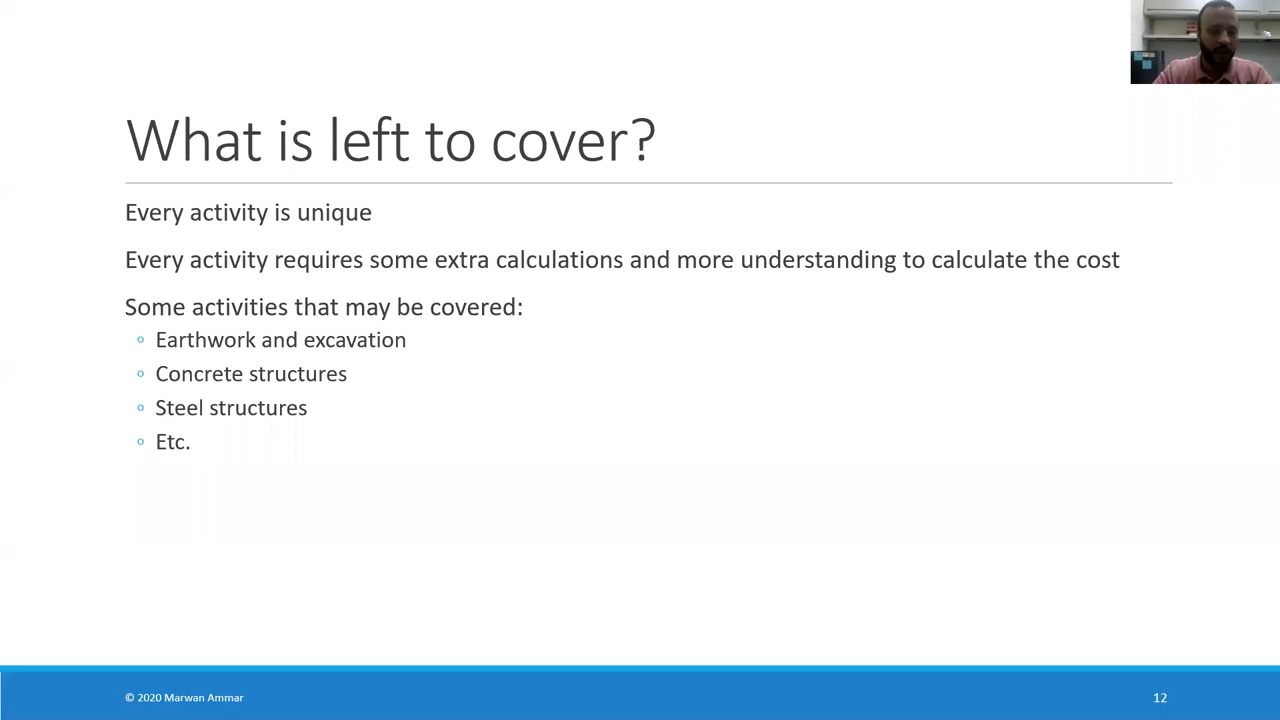 What is left to cover?
Every activity is unique
Every activity requires some extra calculations and more understanding to calculate the cost
Some activities that may be covered:
◦ Earthwork and excavation
◦ Concrete structures
◦ Steel structures
◦ Etc.
© 2020 Marwan Ammar
12